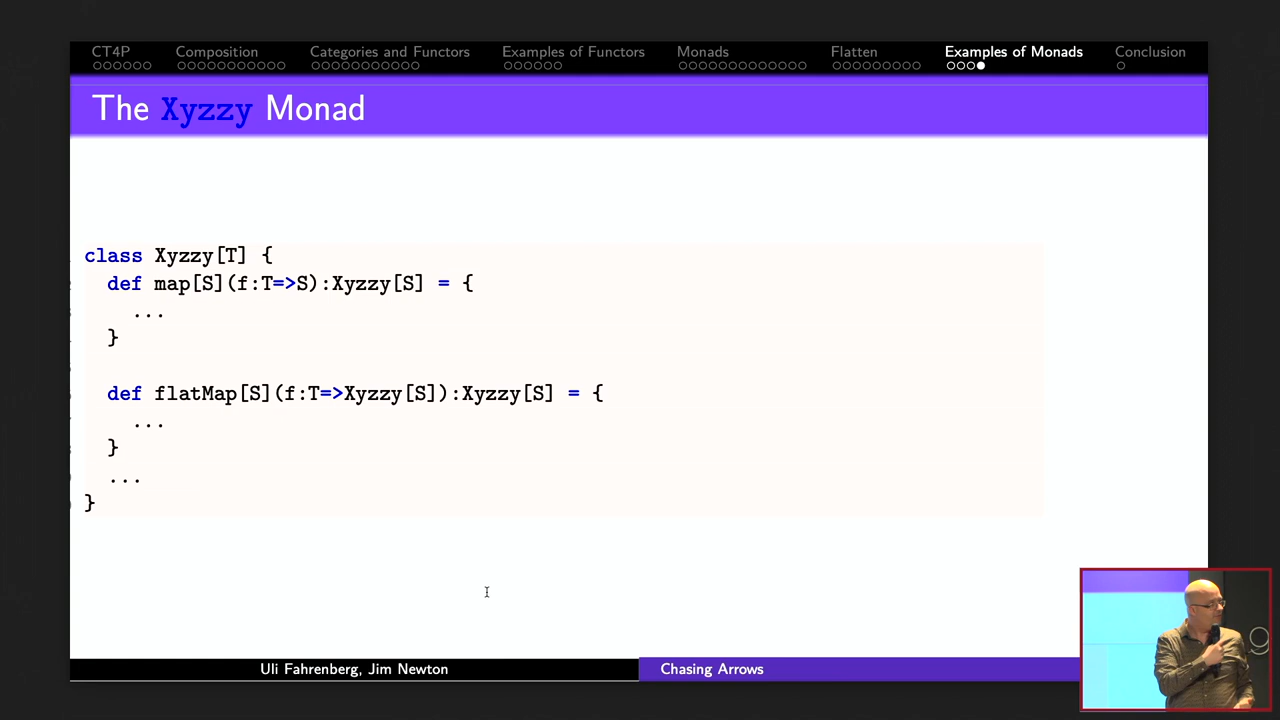 CT4P Composition Categories and Functors Examples of Functors Monads Flatten Examples of Monads Conclusion
The Xyzzy Monad
class Xyzzy[T] {
def map[S](f:T=>S):Xyzzy[S] = {
...
}
def flatMap[S](f:T=>Xyzzy[S]):Xyzzy[S] = {
...
}
...
}
Uli Fahrenberg, Jim Newton Chasing Arrows
9